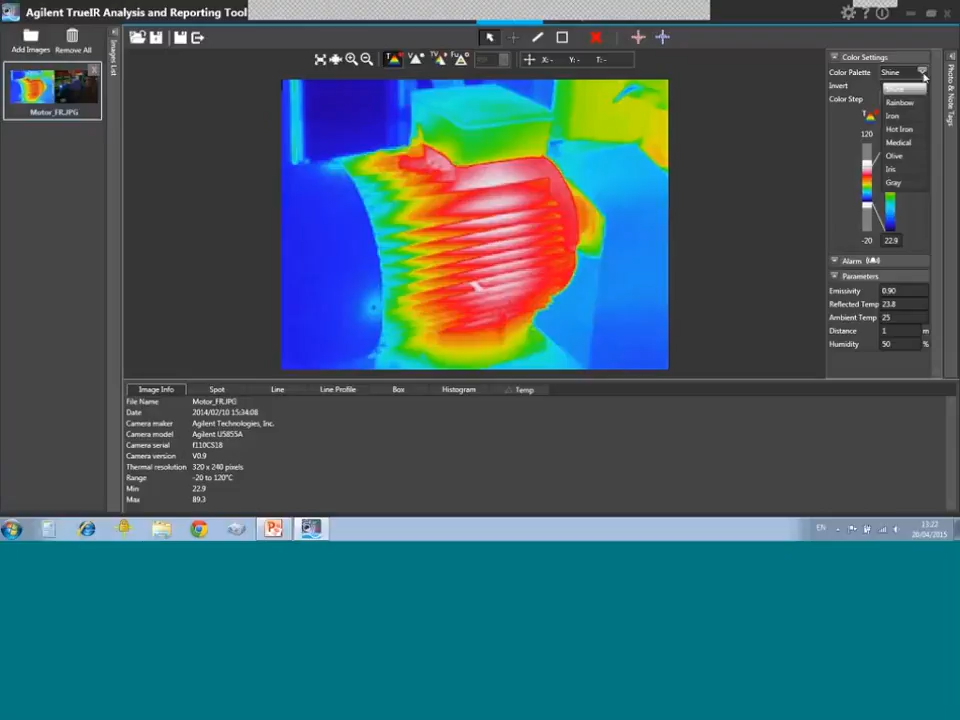 Agilent TrueIR Analysis and Reporting Tool
Add Images
Remove All
Images List
Motor_FR.JPG
X:-
Y:-
T:-
Color Settings
Color Palette Shine
Shine
Rainbow
Iron
Hot Iron
Medical
Olive
Iris
Gray
Invert
Color Step
120
-20
22.9
Alarm
Parameters
Emissivity 0.90
Reflected Temp 23.8
Ambient Temp 25
Distance 1 m
Humidity 50 %
Photo & Note Tags
Image Info
Spot
Line
Line Profile
Box
Histogram
Temp
File Name Motor_FR.JPG
Date 2014/02/10 15:34:08
Camera maker Agilent Technologies, Inc.
Camera model Agilent U5855A
Camera serial f110CS18
Camera version V0.9
Thermal resolution 320 x 240 pixels
Range -20 to 120°C
Min 22.9
Max 89.3
EN
13:22
20/04/2015